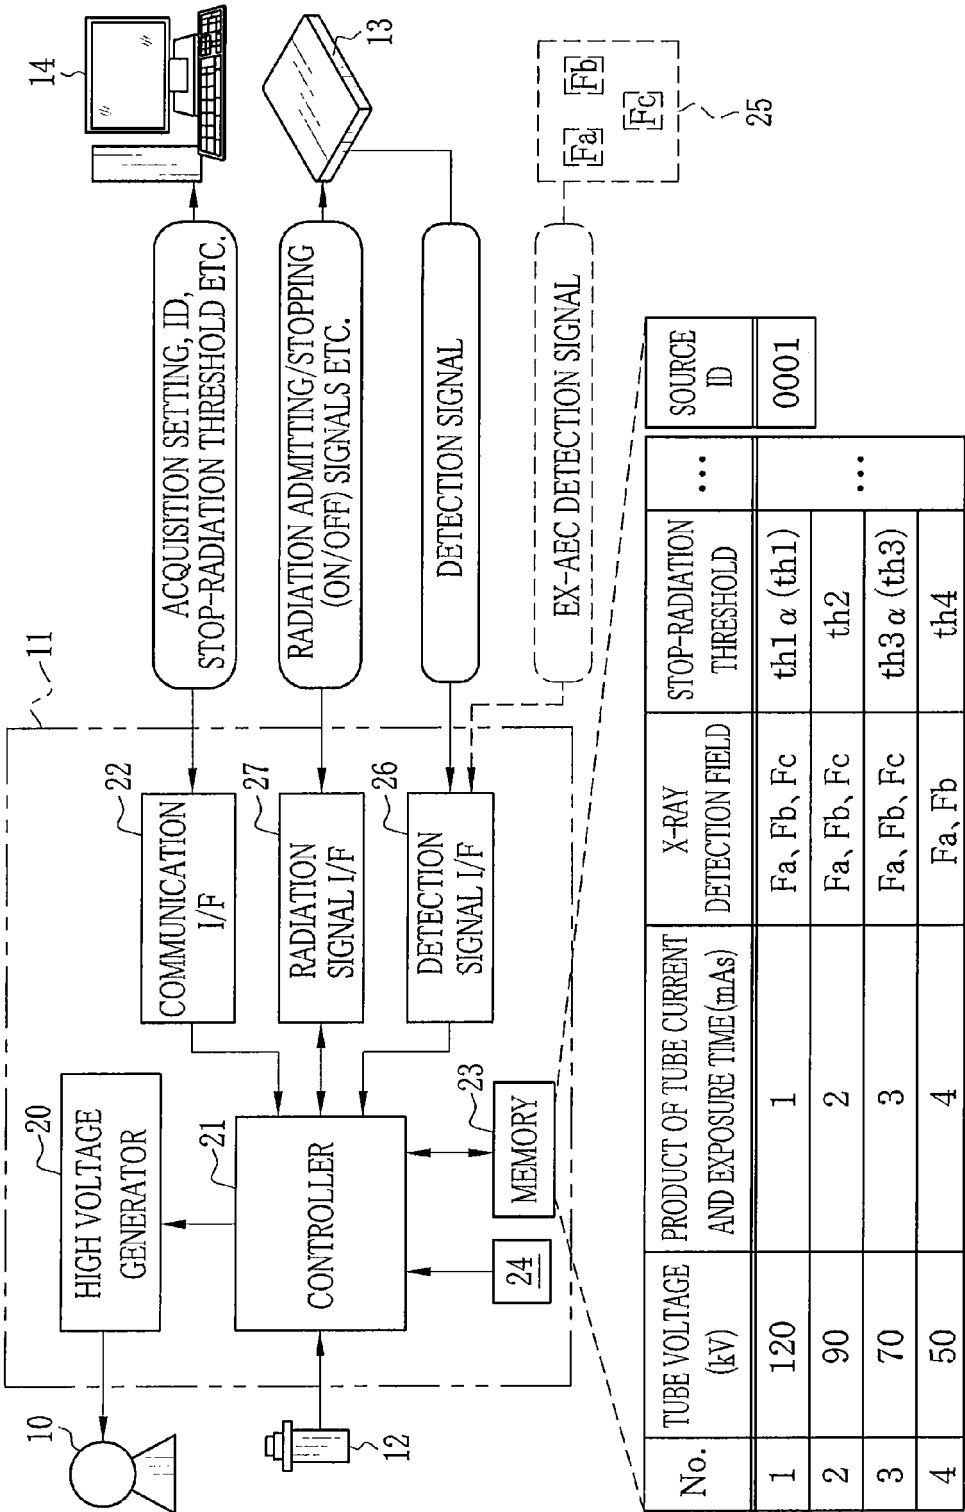 10
12
11
20
HIGH VOLTAGE
GENERATOR
21
CONTROLLER
24
23
MEMORY
22
COMMUNICATION
I/F
27
RADIATION
SIGNAL I/F
26
DETECTION
SIGNAL I/F
ACQUISITION SETTING, ID,
STOP-RADIATION THRESHOLD ETC.
RADIATION ADMITTING/STOPPING
(ON/OFF) SIGNALS ETC.
DETECTION SIGNAL
EX-AEC DETECTION SIGNAL
14
13
Fa Fb
Fc
25
No. TUBE VOLTAGE (kV) PRODUCT OF TUBE CURRENT AND EXPOSURE TIME(mAs) X-RAY DETECTION FIELD STOP-RADIATION THRESHOLD ... SOURCE ID
1 120 1 Fa、Fb、Fc th1 α (th1) 0001
2 90 2 Fa、Fb、Fc th2 ...
3 70 3 Fa、Fb、Fc th3 α (th3)
4 50 4 Fa、Fb th4